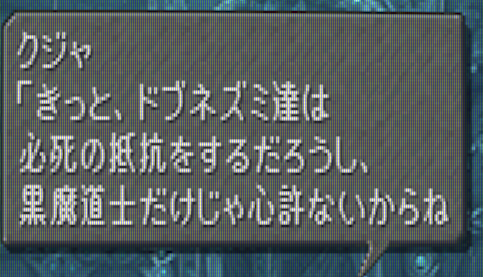 クジャ
「きっと、ドブネズミ達は
必死の抵抗をするだろうし、
黒魔道士だけじゃ心許ないからね